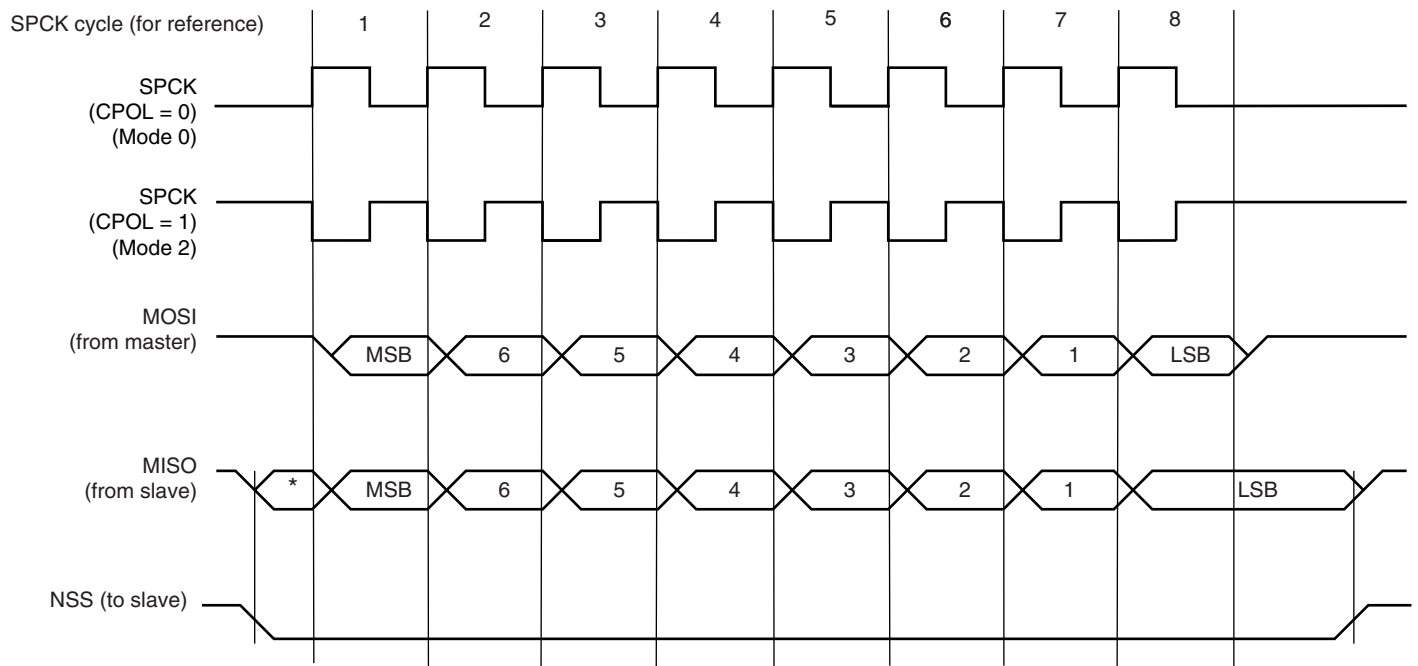 SPCK cycle (for reference) 1 2 3 4 5 6 7 8
SPCK
(CPOL = 0)
(Mode 0)
SPCK
(CPOL = 1)
(Mode 2)
MOSI
(from master)
MSB 6 5 4 3 2 1 LSB
MISO
(from slave)
* MSB 6 5 4 3 2 1 LSB
NSS (to slave)